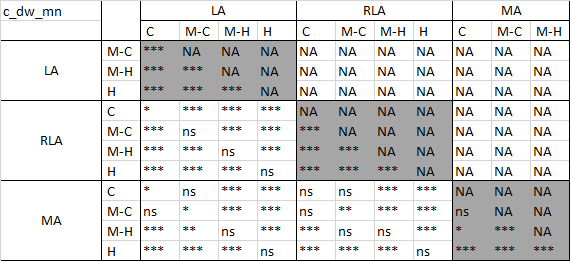 c_dw_mn LA RLA MA
C M-C M-H H C M-C M-H H C M-C M-H
LA M-C *** NA NA NA NA NA NA NA NA NA NA
M-H *** *** NA NA NA NA NA NA NA NA NA
H *** *** *** NA NA NA NA NA NA NA NA
RLA C * *** *** *** NA NA NA NA NA NA NA
M-C *** ns *** *** *** NA NA NA NA NA NA
M-H *** *** ns *** *** *** NA NA NA NA NA
H *** *** *** ns *** *** *** NA NA NA NA
MA C * ns *** *** ns ns *** *** NA NA NA
M-C ns * *** *** ns ** *** *** ns NA NA
M-H *** ** ns *** *** ns ns *** * *** NA
H *** *** *** ns *** *** *** ns *** *** ***